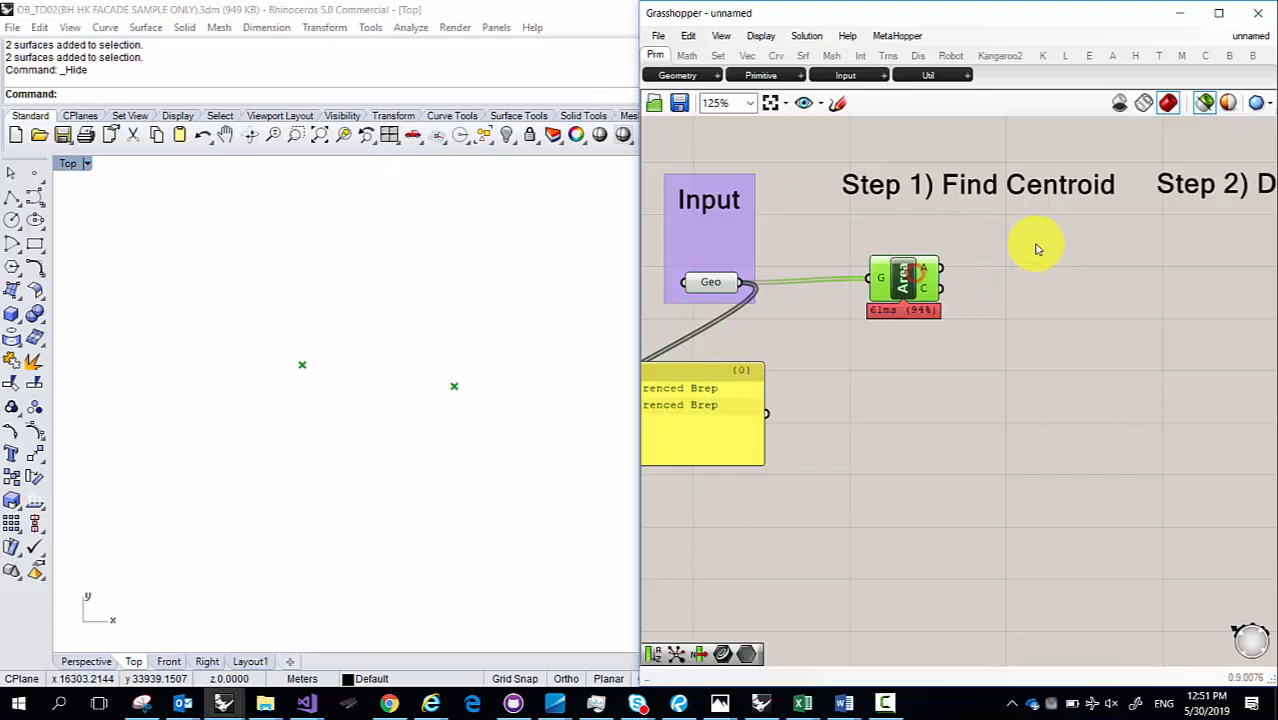 OB_TD02(BH HK FACADE SAMPLE ONLY).3dm (949 KB) - Rhinoceros 5.0 Commercial - [Top]
File Edit View Curve Surface Solid Mesh Dimension Transform Tools Analyze Render Panels Help
2 surfaces added to selection.
2 surfaces added to selection.
Command: _Hide
Command:
Standard CPlanes Set View Display Select Viewport Layout Visibility Transform Curve Tools Surface Tools Solid Tools
Top
y
x
Perspective Top Front Right Layout1
CPlane x 16303.2144 y 33939.1507 z 0.0000 Meters Default Grid Snap Ortho Planar
Grasshopper - unnamed
File Edit View Display Solution Help MetaHopper unnamed
Prm Math Set Vec Crv Srf Msh Int Trns Dis Robot Kangaroo2 K L E A H T M C B B
Geometry Primitive Input Util
125%
Input
Step 1) Find Centroid
Step 2) D
Geo
G Area A C
61ms (94%)
{0}
renced Brep
renced Brep
0.9.0076
ENG
12:51 PM
5/30/2019